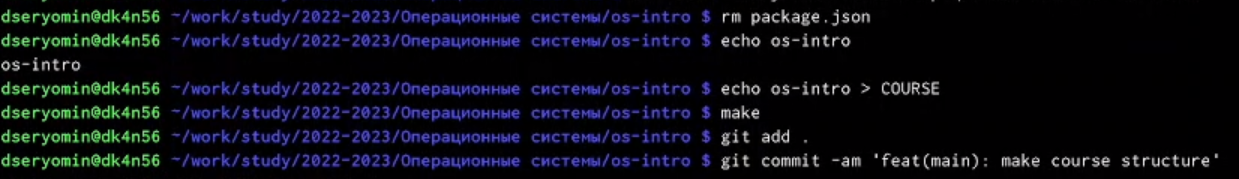 dseryomin@dk4n56 ~/work/study/2022-2023/Операционные системы/os-intro $ rm package.json
dseryomin@dk4n56 ~/work/study/2022-2023/Операционные системы/os-intro $ echo os-intro
os-intro
dseryomin@dk4n56 ~/work/study/2022-2023/Операционные системы/os-intro $ echo os-intro > COURSE
dseryomin@dk4n56 ~/work/study/2022-2023/Операционные системы/os-intro $ make
dseryomin@dk4n56 ~/work/study/2022-2023/Операционные системы/os-intro $ git add .
dseryomin@dk4n56 ~/work/study/2022-2023/Операционные системы/os-intro $ git commit -am 'feat(main): make course structure'